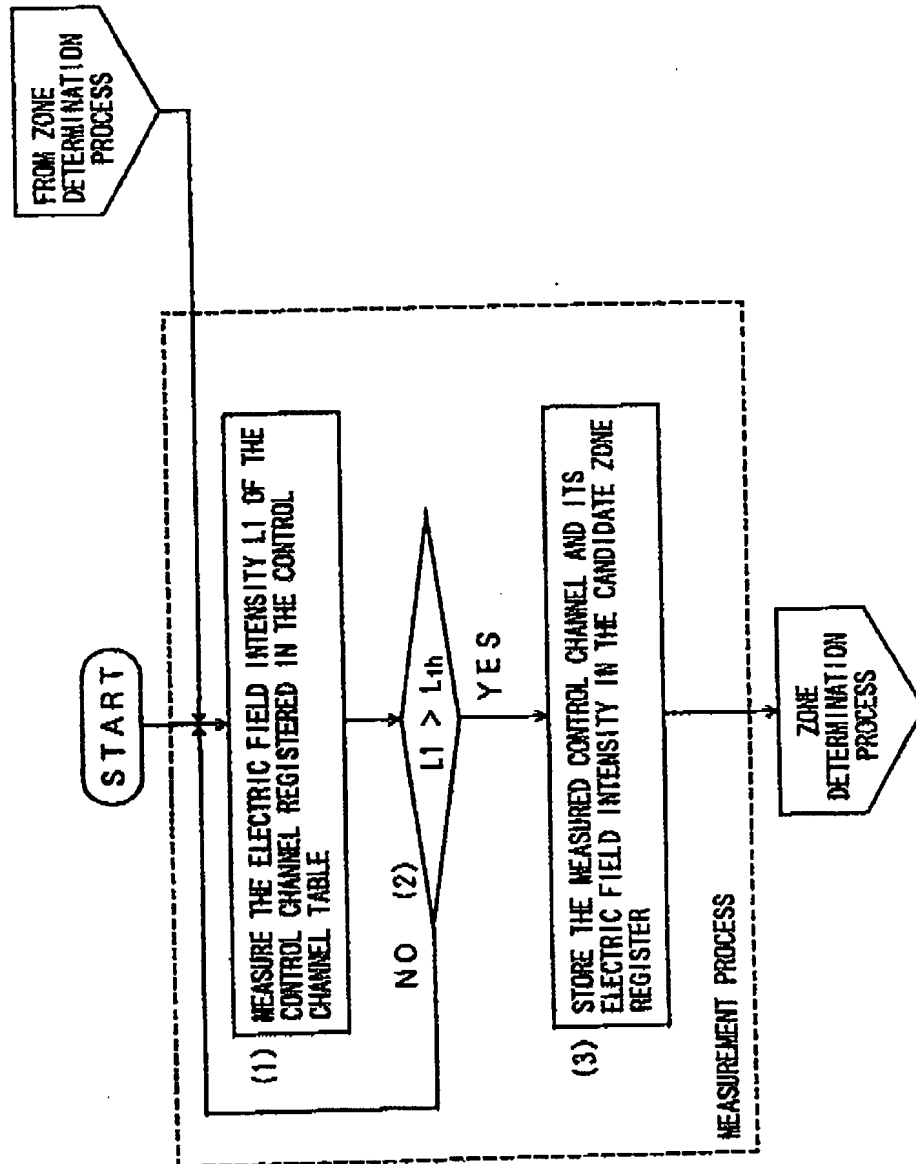 FROM ZONE
DETERMINATION
PROCESS
START
(1) MEASURE THE ELECTRIC FIELD INTENSITY L1 OF THE
CONTROL CHANNEL REGISTERED IN THE CONTROL
CHANNEL TABLE
NO (2)
L1 > Lth
YES
(3) STORE THE MEASURED CONTROL CHANNEL AND ITS
ELECTRIC FIELD INTENSITY IN THE CANDIDATE ZONE
REGISTER
MEASUREMENT PROCESS
ZONE
DETERMINATION
PROCESS